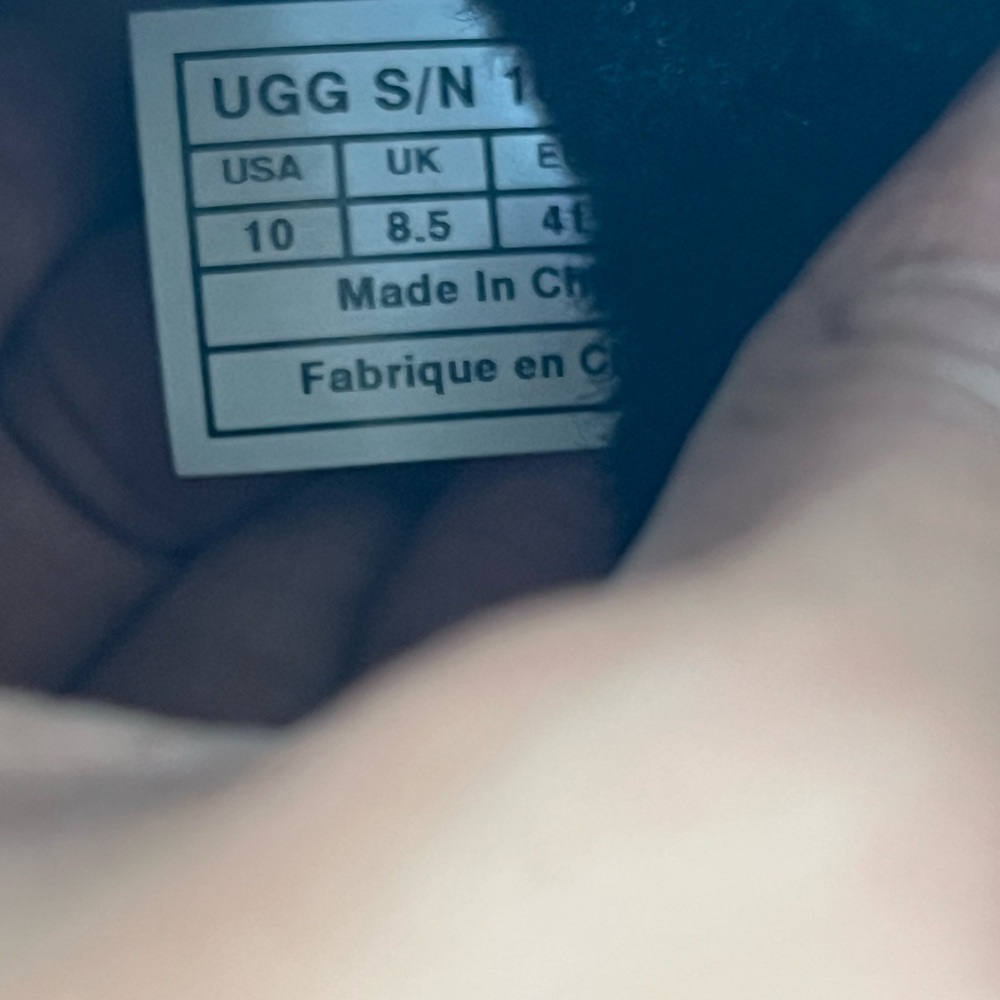 UGG S/N
USA UK
10 8.5
Made In
Fabrique en